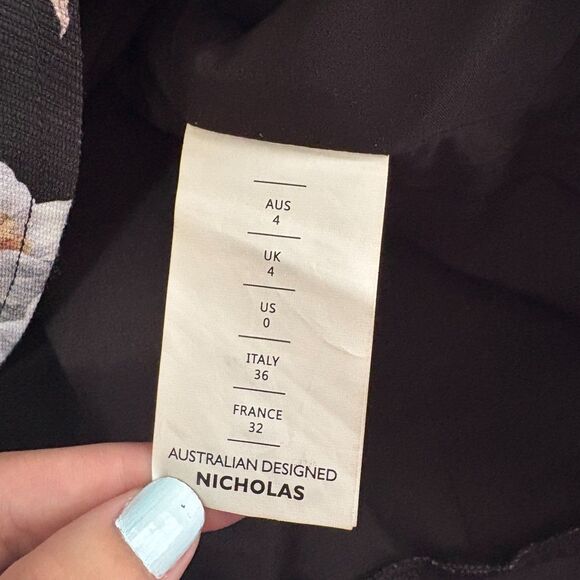 AUS
4
UK
4
US
0
ITALY
36
FRANCE
32
AUSTRALIAN DESIGNED
NICHOLAS